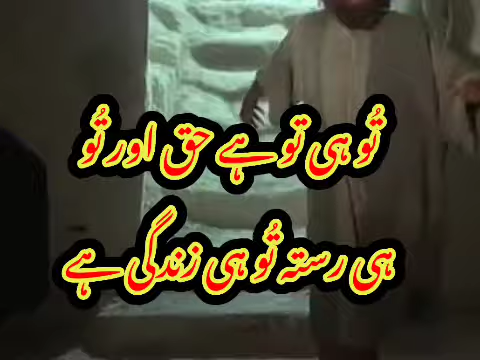 تُو ہی تو ہے حق اور تُو
ہی رستہ تُو ہی زندگی ہے